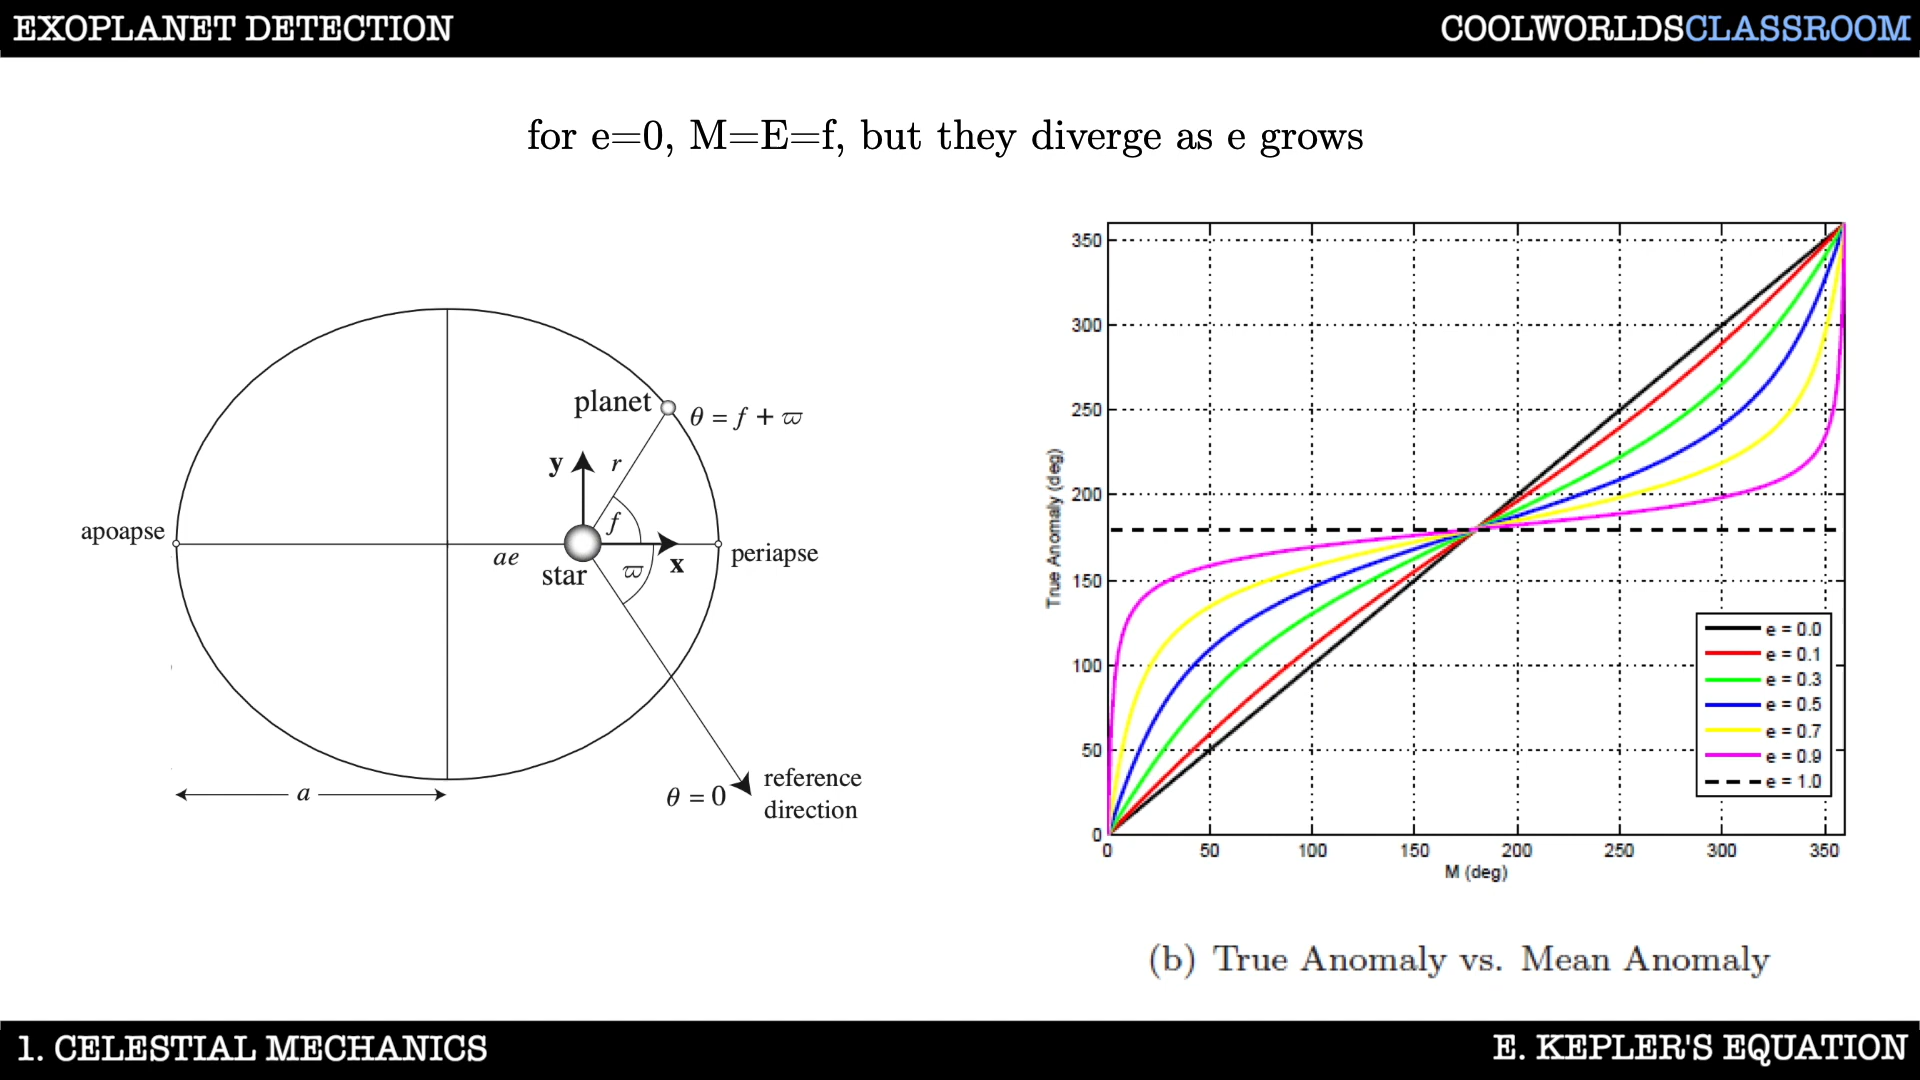 EXOPLANET DETECTION
COOLWORLDSCLASSROOM
for e=0, M=E=f, but they diverge as e grows
planet
θ = f + ϖ
y
r
f
apoapse
ae
star
ϖ
x
periapse
a
θ = 0
reference
direction
350
300
250
200
150
100
50
0
True Anomaly (deg)
e = 0.0
e = 0.1
e = 0.3
e = 0.5
e = 0.7
e = 0.9
e = 1.0
0 50 100 150 200 250 300 350
M (deg)
(b) True Anomaly vs. Mean Anomaly
1. CELESTIAL MECHANICS
E. KEPLER'S EQUATION